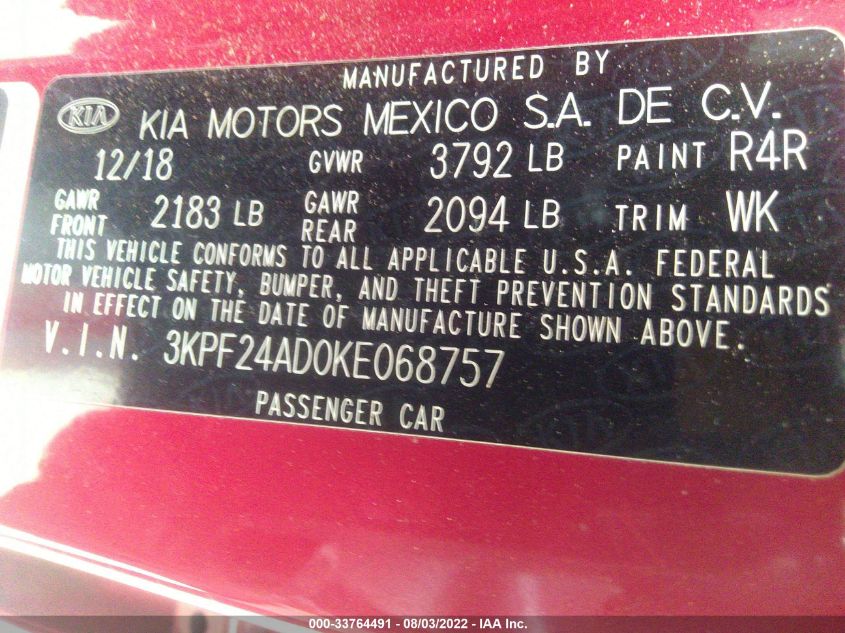 MANUFACTURED BY
KIA KIA MOTORS MEXICO S.A. DE C.V.
12/18 GVWR 3792 LB PAINT R4R
GAWR FRONT 2183 LB GAWR REAR 2094 LB TRIM WK
THIS VEHICLE CONFORMS TO ALL APPLICABLE U.S.A. FEDERAL
MOTOR VEHICLE SAFETY, BUMPER, AND THEFT PREVENTION STANDARDS
IN EFFECT ON THE DATE OF MANUFACTURE SHOWN ABOVE.
V.I.N. 3KPF24AD0KE068757
PASSENGER CAR
000-33764491 - 08/03/2022 - IAA Inc.